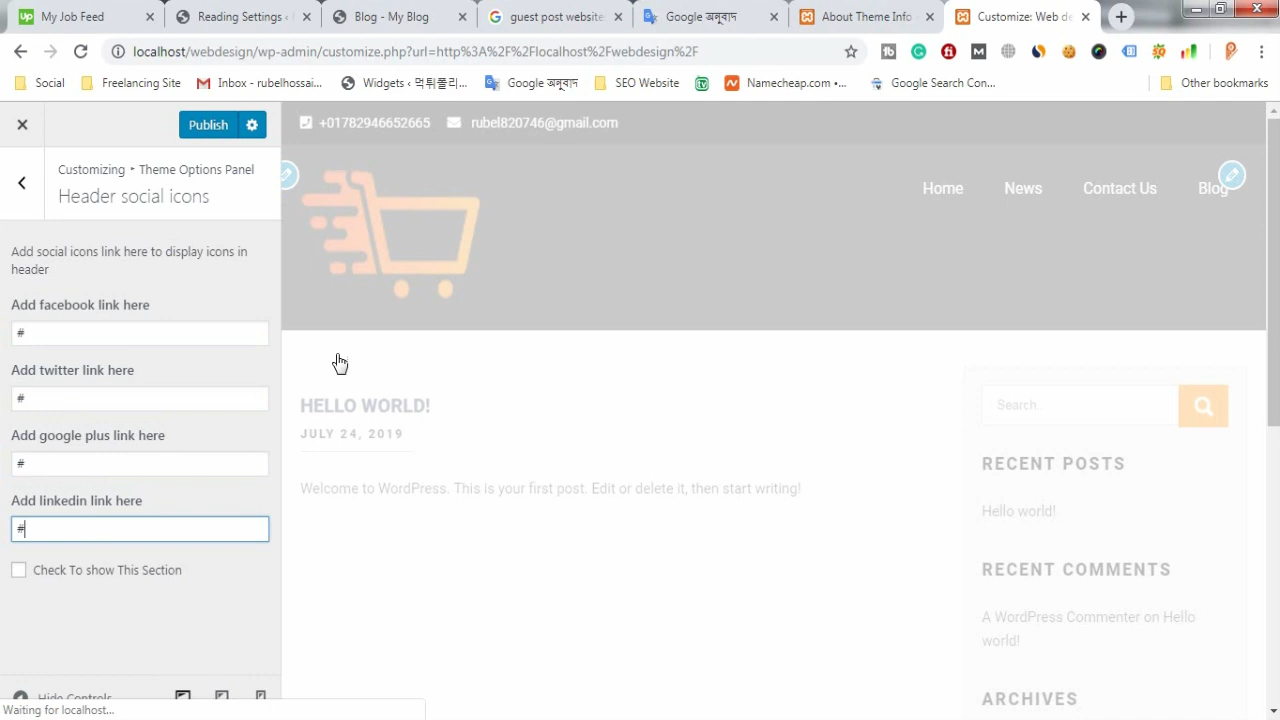 My Job Feed
Reading Settings ‹
Blog - My Blog
guest post website
Google অনুবাদ
About Theme Info ‹
Customize: Web de
localhost/webdesign/wp-admin/customize.php?url=http%3A%2F%2Flocalhost%2Fwebdesign%2F
Social
Freelancing Site
Inbox - rubelhossai...
Widgets ‹ 먹튀폴리...
Google অনুবাদ
SEO Website
Namecheap.com •...
Google Search Con...
Other bookmarks
Publish
+01782946652665
rubel820746@gmail.com
Customizing ▸ Theme Options Panel
Header social icons
Home
News
Contact Us
Blog
Add social icons link here to display icons in
header
Add facebook link here
#
Add twitter link here
#
Add google plus link here
#
Add linkedin link here
#
Check To show This Section
Hide Controls
Waiting for localhost...
HELLO WORLD!
JULY 24, 2019
Welcome to WordPress. This is your first post. Edit or delete it, then start writing!
Search..
RECENT POSTS
Hello world!
RECENT COMMENTS
A WordPress Commenter on Hello
world!
ARCHIVES